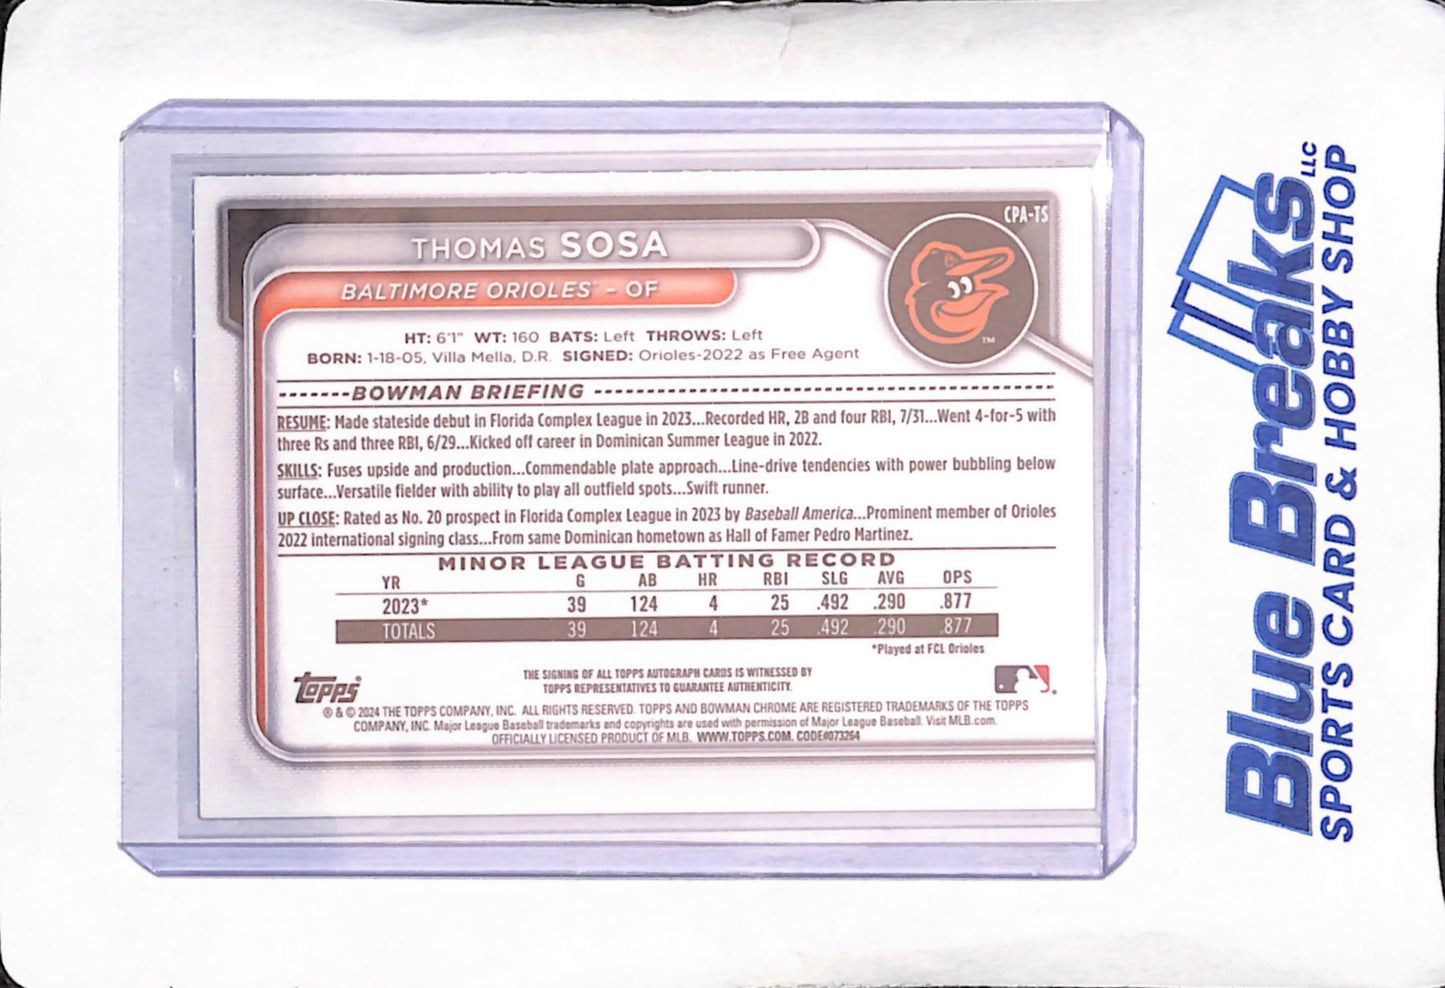 CPA-TS
THOMAS SOSA
BALTIMORE ORIOLES - OF
™
HT: 6'1" WT: 160 BATS: Left THROWS: Left
BORN: 1-18-05, Villa Mella, D.R. SIGNED: Orioles-2022 as Free Agent
BOWMAN BRIEFING
RESUME: Made stateside debut in Florida Complex League in 2023...Recorded HR, 2B and four RBI, 7/31...Went 4-for-5 with
three Rs and three RBI, 6/29...Kicked off career in Dominican Summer League in 2022.
SKILLS: Fuses upside and production...Commendable plate approach...Line-drive tendencies with power bubbling below
surface...Versatile fielder with ability to play all outfield spots...Swift runner.
UP CLOSE: Rated as No. 20 prospect in Florida Complex League in 2023 by Baseball America...Prominent member of Orioles
2022 international signing class...From same Dominican hometown as Hall of Famer Pedro Martinez.
MINOR LEAGUE BATTING RECORD
YR G AB HR RBI SLG AVG OPS
2023* 39 124 4 25 .492 .290 .877
TOTALS 39 124 4 25 .492 .290 .877
*Played at FCL Orioles
THE SIGNING OF ALL TOPPS AUTOGRAPH CARDS IS WITNESSED BY
TOPPS REPRESENTATIVES TO GUARANTEE AUTHENTICITY.
Topps
® & © 2024 THE TOPPS COMPANY, INC. ALL RIGHTS RESERVED. TOPPS AND BOWMAN CHROME ARE REGISTERED TRADEMARKS OF THE TOPPS
COMPANY, INC. Major League Baseball trademarks and copyrights are used with permission of Major League Baseball. Visit MLB.com.
OFFICIALLY LICENSED PRODUCT OF MLB. WWW.TOPPS.COM. CODE#073264
Blue Breaks LLC
SPORTS CARD & HOBBY SHOP